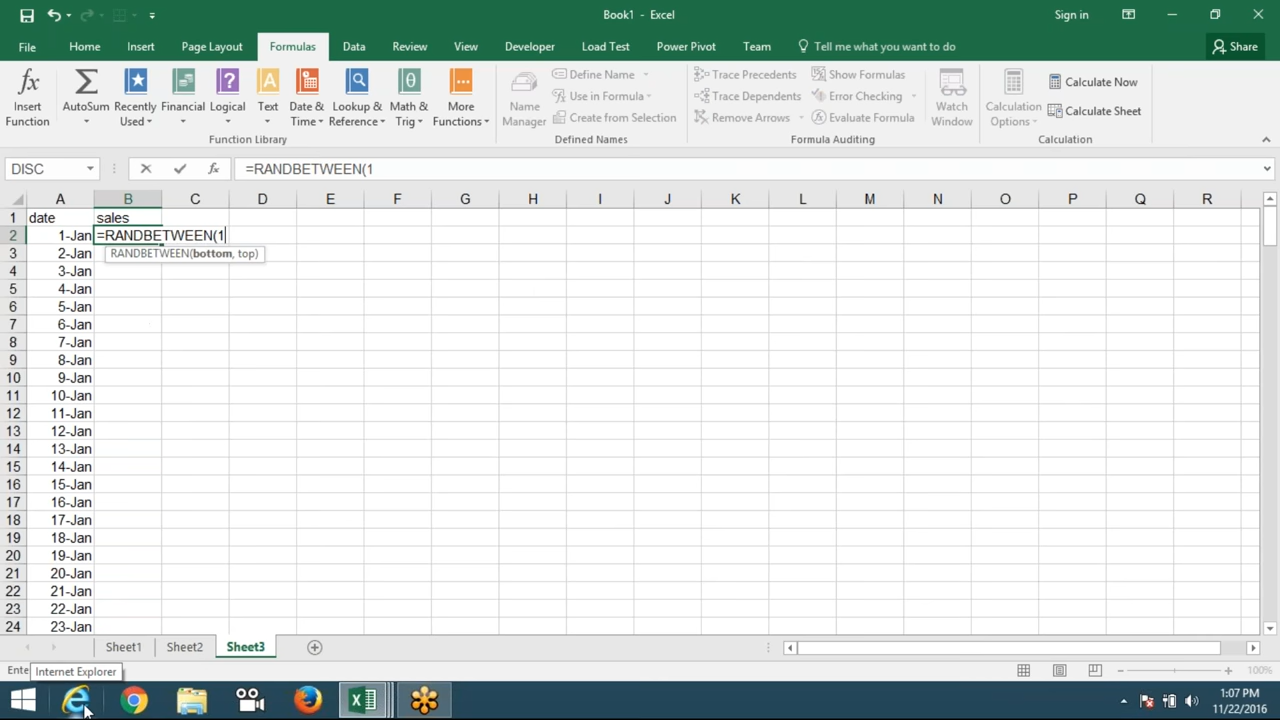 Book1 - Excel
Sign in
File Home Insert Page Layout Formulas Data Review View Developer Load Test Power Pivot Team Tell me what you want to do Share
Insert Function
AutoSum
Recently Used
Financial
Logical
Text
Date & Time
Lookup & Reference
Math & Trig
More Functions
Function Library
Name Manager
Define Name
Use in Formula
Create from Selection
Defined Names
Trace Precedents
Trace Dependents
Remove Arrows
Show Formulas
Error Checking
Evaluate Formula
Formula Auditing
Watch Window
Calculation Options
Calculate Now
Calculate Sheet
Calculation
DISC fx =RANDBETWEEN(1
A B C D E F G H I J K L M N O P Q R
1 date sales
2 1-Jan =RANDBETWEEN(1
3 2-Jan RANDBETWEEN(bottom, top)
4 3-Jan
5 4-Jan
6 5-Jan
7 6-Jan
8 7-Jan
9 8-Jan
10 9-Jan
11 10-Jan
12 11-Jan
13 12-Jan
14 13-Jan
15 14-Jan
16 15-Jan
17 16-Jan
18 17-Jan
19 18-Jan
20 19-Jan
21 20-Jan
22 21-Jan
23 22-Jan
24 23-Jan
Sheet1 Sheet2 Sheet3
Ente Internet Explorer 100%
1:07 PM
11/22/2016